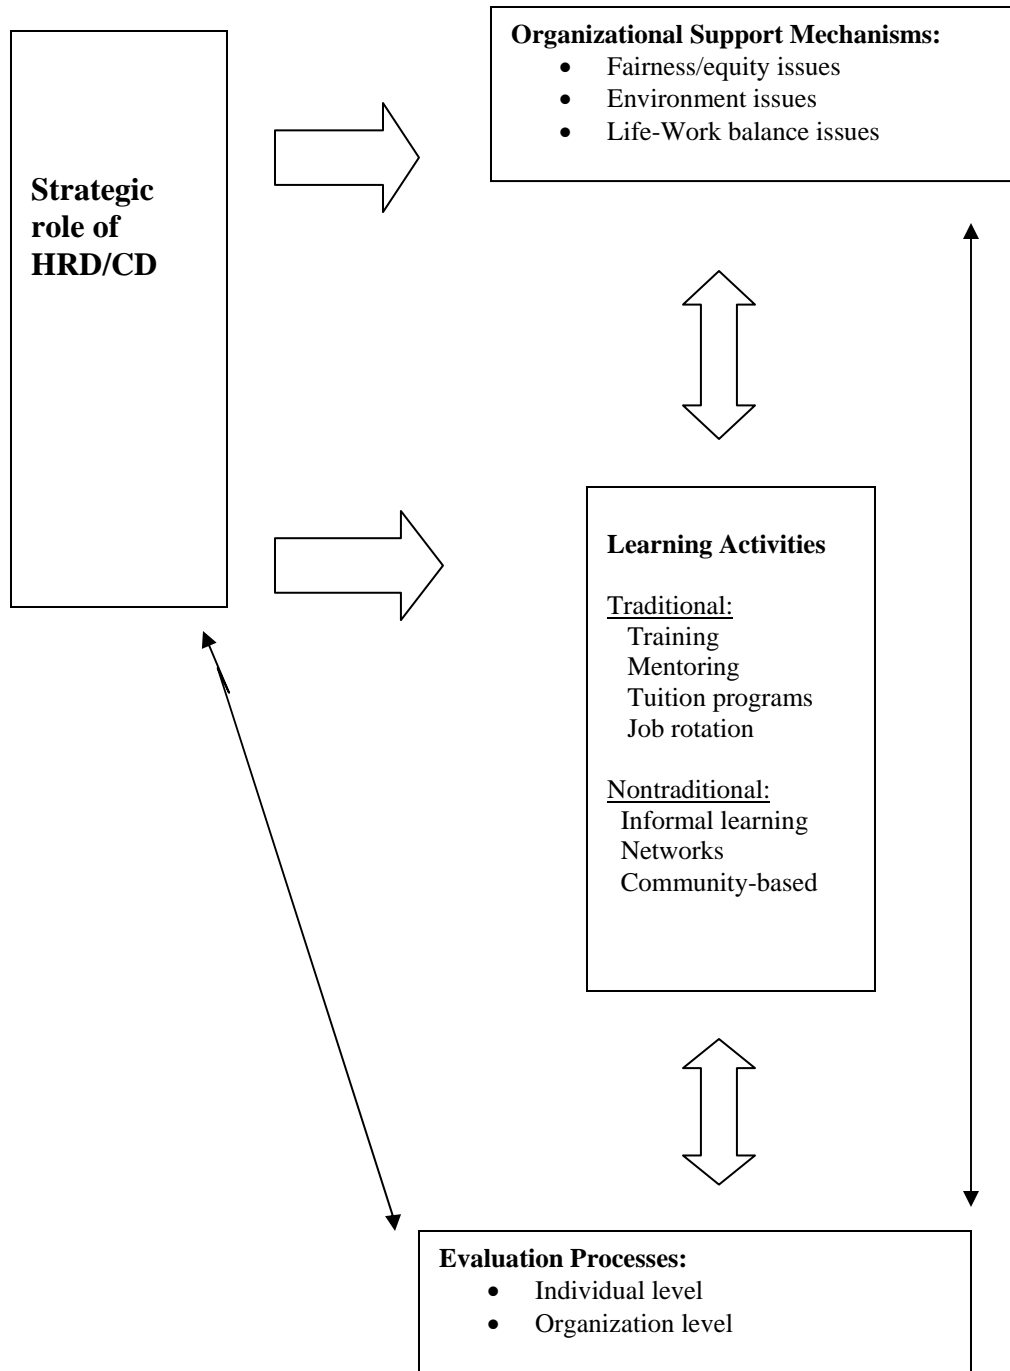 Strategic
role of
HRD/CD
Organizational Support Mechanisms:
• Fairness/equity issues
• Environment issues
• Life-Work balance issues
Learning Activities
Traditional:
Training
Mentoring
Tuition programs
Job rotation
Nontraditional:
Informal learning
Networks
Community-based
Evaluation Processes:
• Individual level
• Organization level